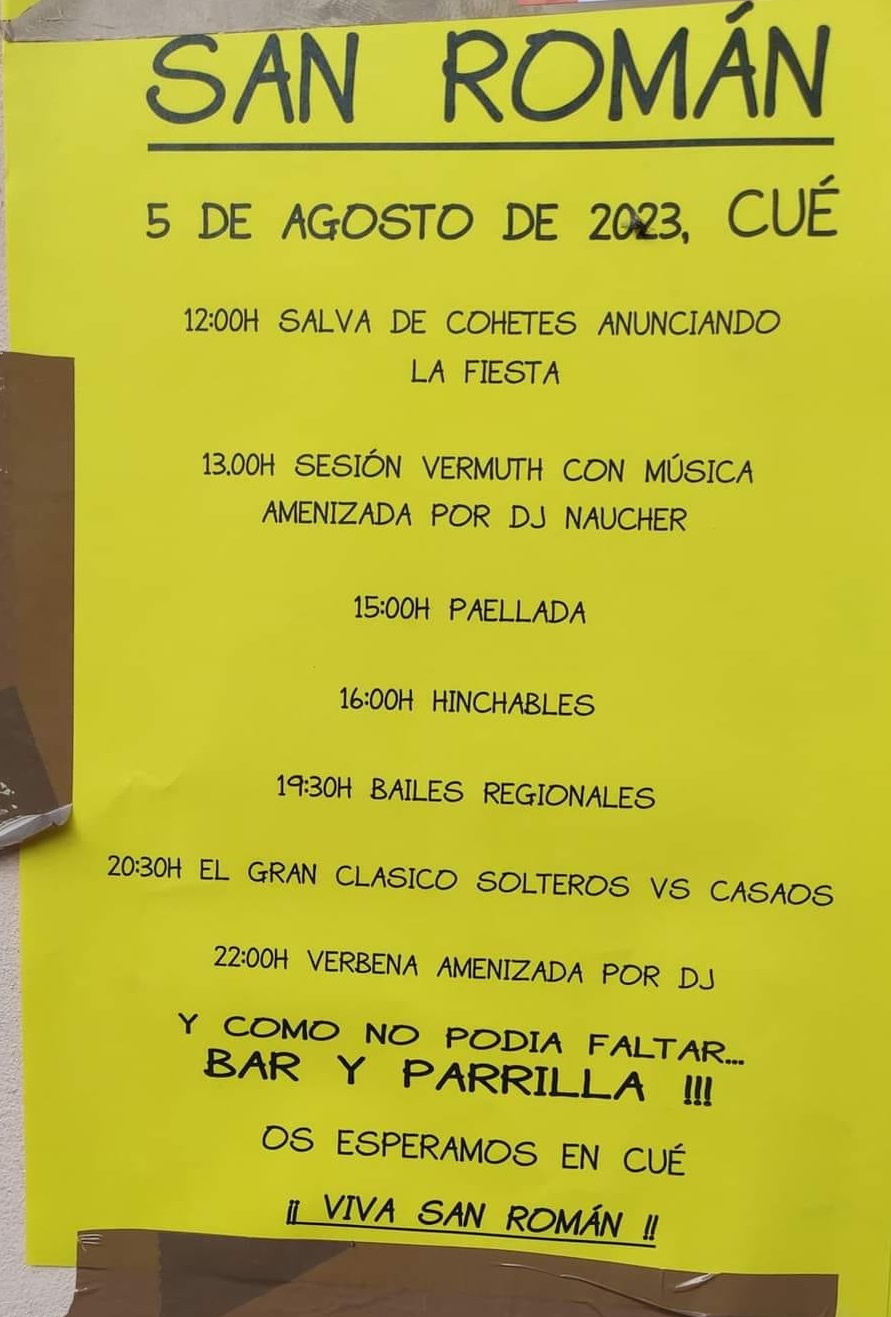 SAN ROMÁN
5 DE AGOSTO DE 2023, CUÉ
12:00H SALVA DE COHETES ANUNCIANDO
LA FIESTA
13.00H SESIÓN VERMUTH CON MÚSICA
AMENIZADA POR DJ NAUCHER
15:00H PAELLADA
16:00H HINCHABLES
19:30H BAILES REGIONALES
20:30H EL GRAN CLASICO SOLTEROS VS CASAOS
22:00H VERBENA AMENIZADA POR DJ
Y COMO NO PODIA FALTAR...
BAR Y PARRILLA !!!
OS ESPERAMOS EN CUÉ
¡¡ VIVA SAN ROMÁN !!